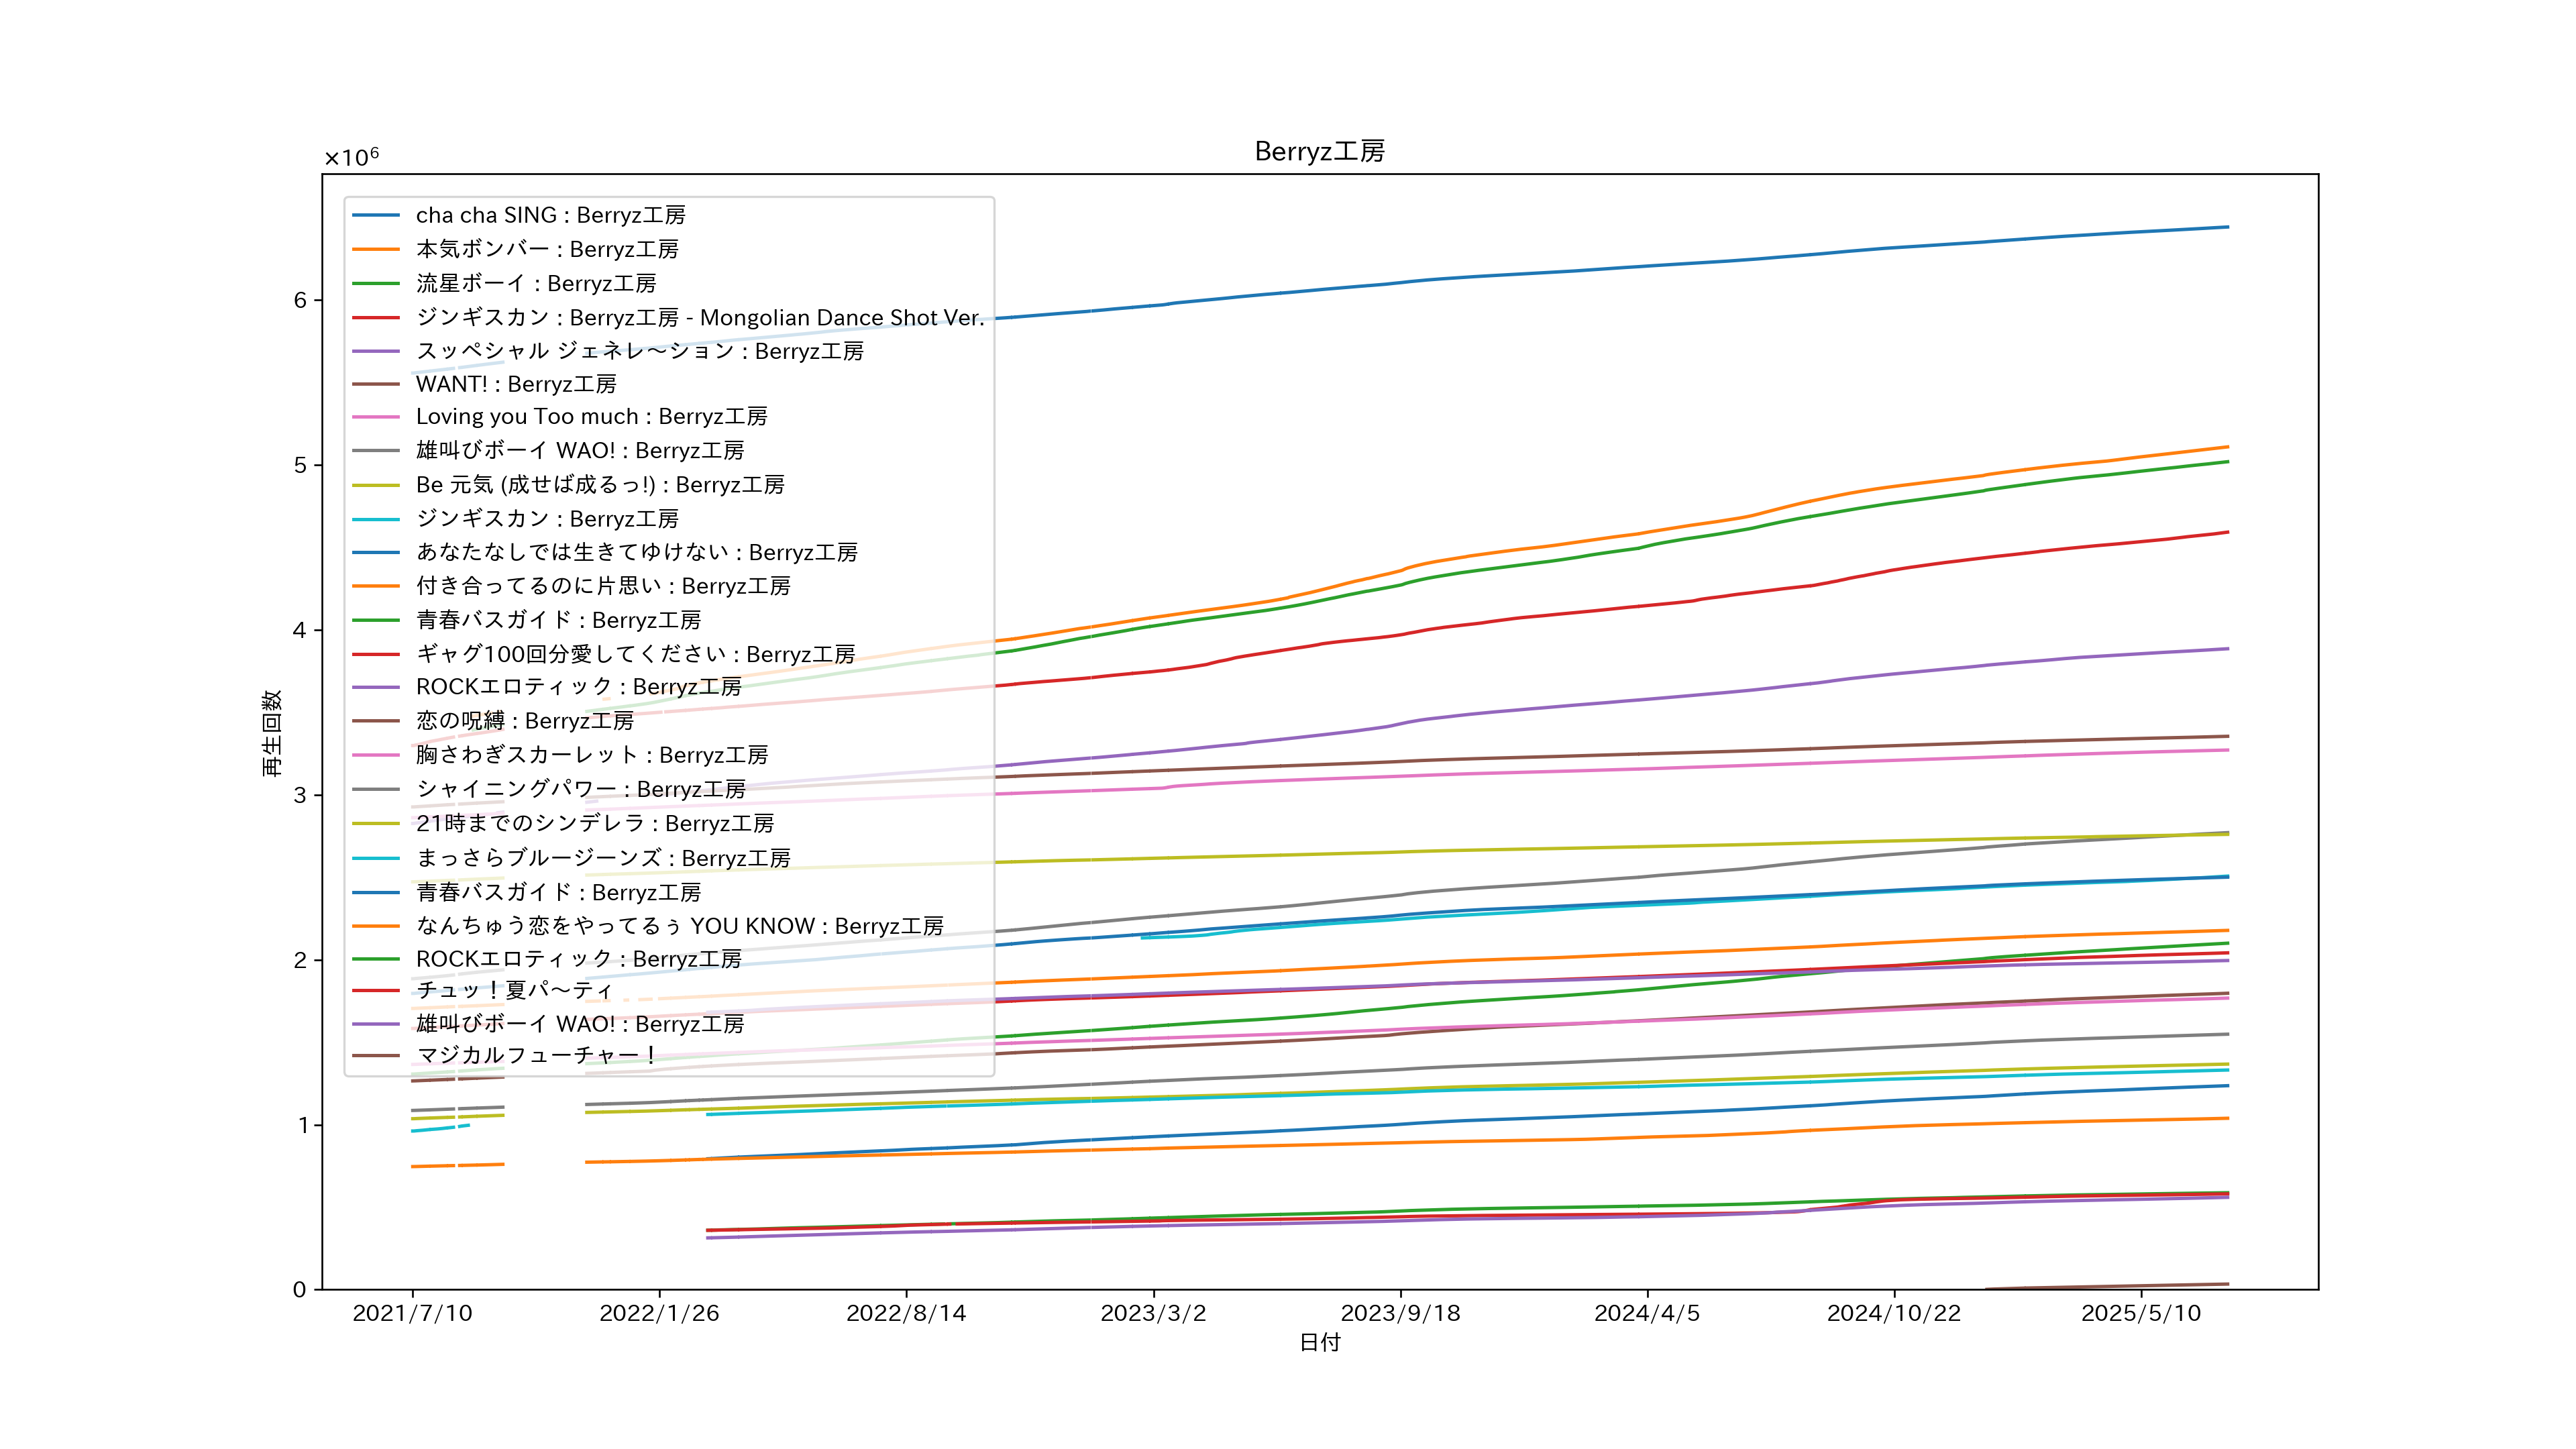 Berryz工房
×10⁶
cha cha SING : Berryz工房
本気ボンバー : Berryz工房
流星ボーイ : Berryz工房
ジンギスカン : Berryz工房 - Mongolian Dance Shot Ver.
スッペシャル ジェネレ～ション : Berryz工房
WANT! : Berryz工房
Loving you Too much : Berryz工房
雄叫びボーイ WAO! : Berryz工房
Be 元気 (成せば成るっ!) : Berryz工房
ジンギスカン : Berryz工房
あなたなしでは生きてゆけない : Berryz工房
付き合ってるのに片思い : Berryz工房
青春バスガイド : Berryz工房
ギャグ100回分愛してください : Berryz工房
ROCKエロティック : Berryz工房
恋の呪縛 : Berryz工房
胸さわぎスカーレット : Berryz工房
シャイニングパワー : Berryz工房
21時までのシンデレラ : Berryz工房
まっさらブルージーンズ : Berryz工房
青春バスガイド : Berryz工房
なんちゅう恋をやってるぅ YOU KNOW : Berryz工房
ROCKエロティック : Berryz工房
チュッ！夏パ～ティ
雄叫びボーイ WAO! : Berryz工房
マジカルフューチャー！
6
5
4
3
2
1
0
再生回数
2021/7/10 2022/1/26 2022/8/14 2023/3/2 2023/9/18 2024/4/5 2024/10/22 2025/5/10
日付